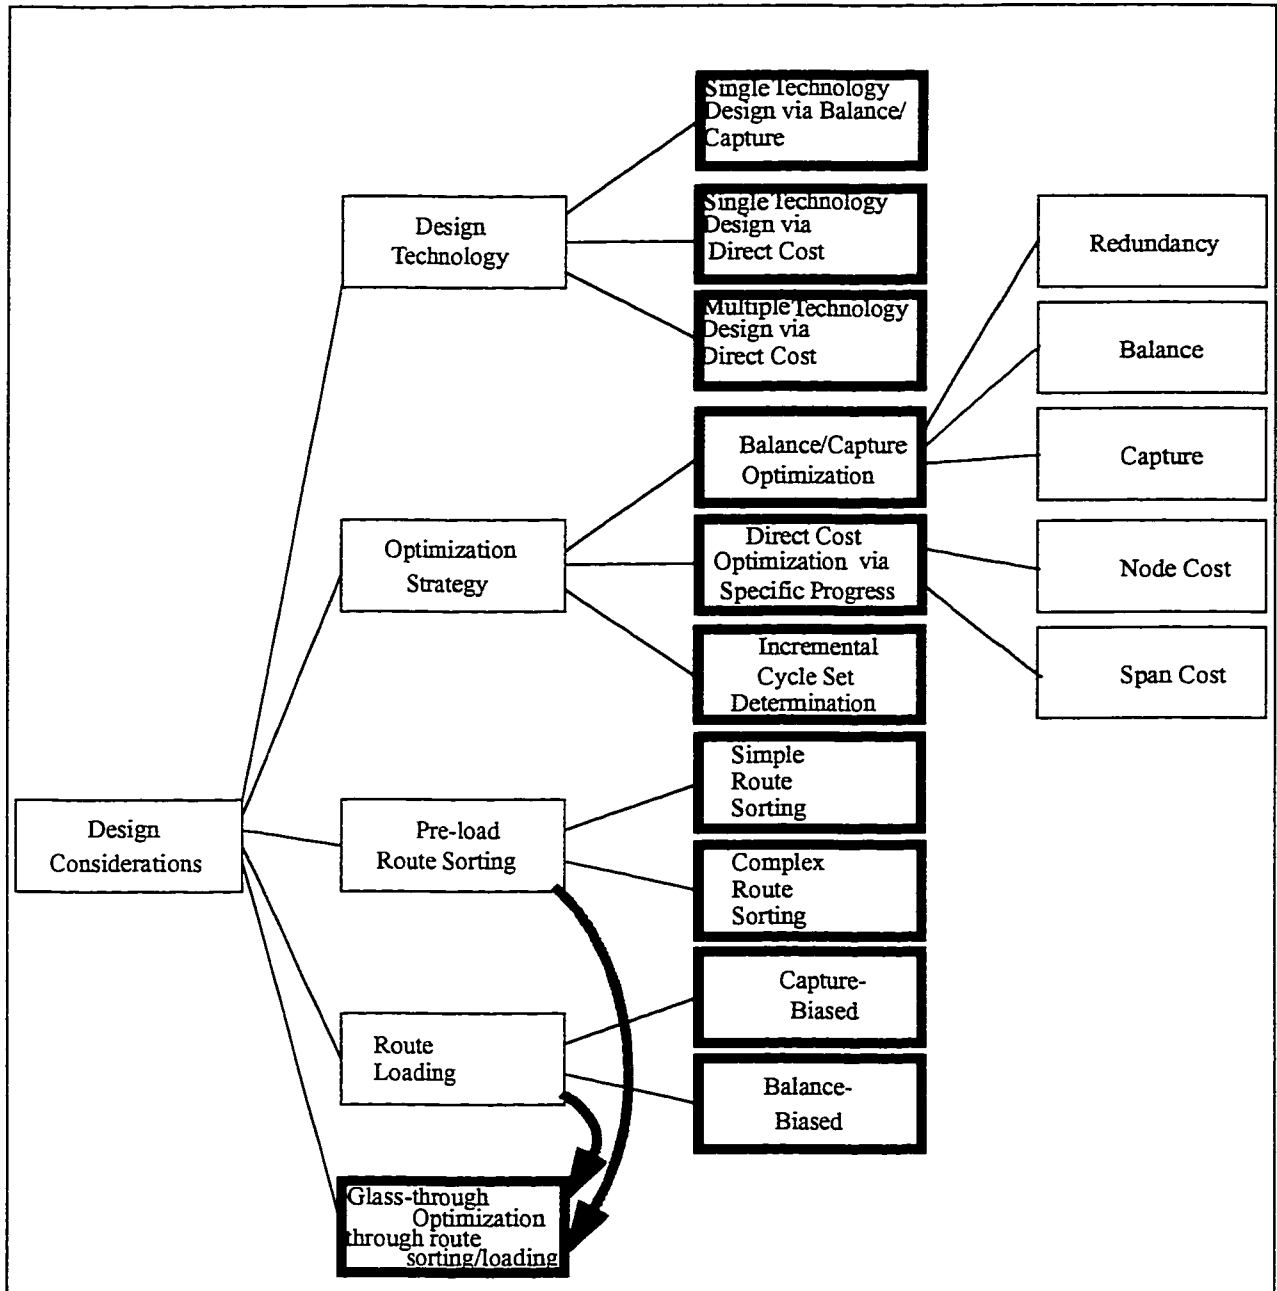 Single Technology
Design via Balance/
Capture
Single Technology
Design via
Direct Cost
Multiple Technology
Design via
Direct Cost
Design
Technology
Redundancy
Balance
Capture
Node Cost
Span Cost
Balance/Capture
Optimization
Direct Cost
Optimization via
Specific Progress
Incremental
Cycle Set
Determination
Optimization
Strategy
Simple
Route
Sorting
Complex
Route
Sorting
Design
Considerations
Pre-load
Route Sorting
Capture-
Biased
Balance-
Biased
Route
Loading
Glass-through
Optimization
through route
sorting/loading